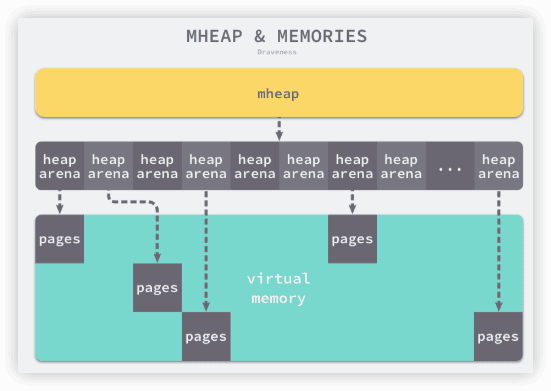 MHEAP & MEMORIES
Draveness
mheap
heap heap heap heap heap heap heap heap heap
arena arena arena arena arena arena arena arena ... arena
pages pages
virtual
pages
memory
pages pages